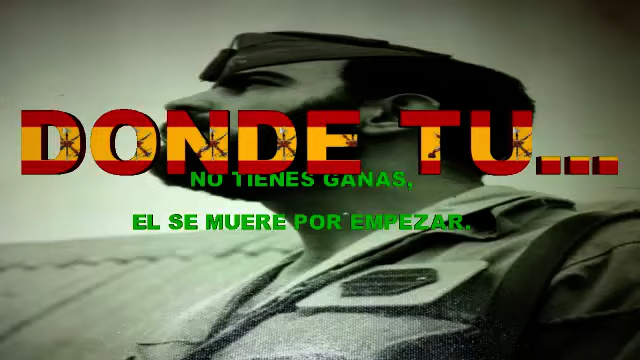 DONDE TU...
NO TIENES GANAS,
EL SE MUERE POR EMPEZAR.